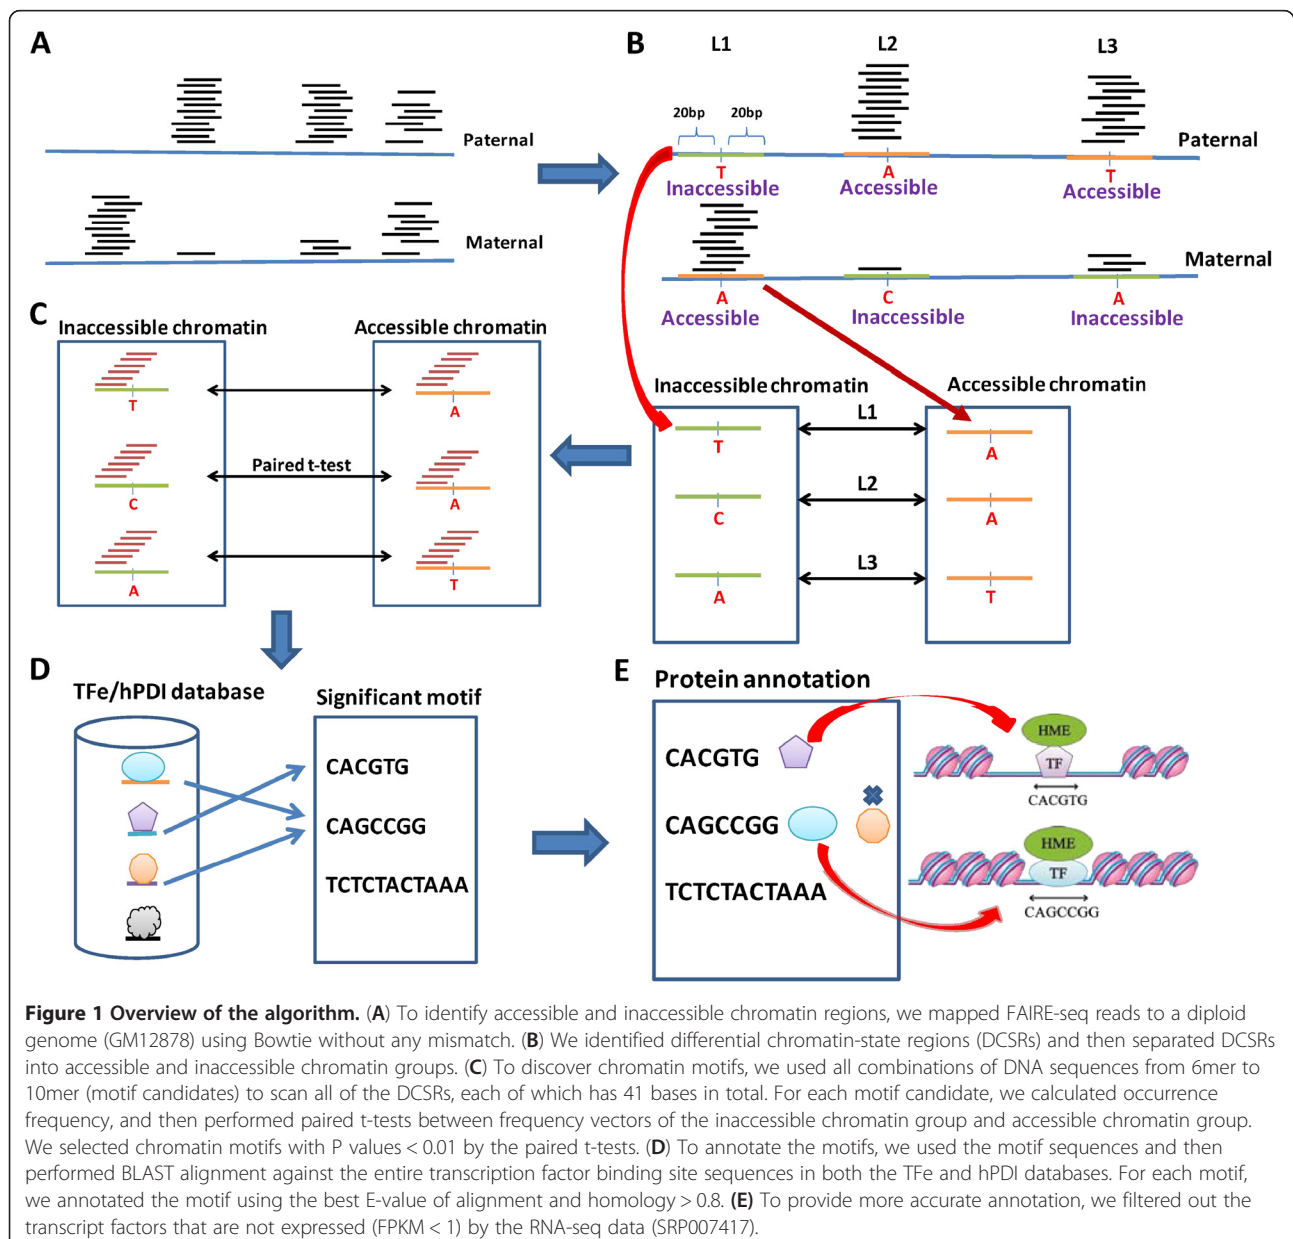 A
Paternal
Maternal
B
L1
L2
L3
20bp
20bp
Paternal
T
A
T
Inaccessible
Accessible
Accessible
Maternal
A
C
A
Accessible
Inaccessible
Inaccessible
Inaccessible chromatin
Accessible chromatin
L1
T
A
L2
C
A
L3
A
T
C
Inaccessible chromatin
Accessible chromatin
T
A
Paired t-test
C
A
A
T
D
TFe/hPDI database
Significant motif
CACGTG
CAGCCGG
TCTCTACTAAA
E
Protein annotation
CACGTG
CAGCCGG
TCTCTACTAAA
HME
TF
CACGTG
HME
TF
CAGCCGG
Figure 1 Overview of the algorithm. (A) To identify accessible and inaccessible chromatin regions, we mapped FAIRE-seq reads to a diploid
genome (GM12878) using Bowtie without any mismatch. (B) We identified differential chromatin-state regions (DCSRs) and then separated DCSRs
into accessible and inaccessible chromatin groups. (C) To discover chromatin motifs, we used all combinations of DNA sequences from 6mer to
10mer (motif candidates) to scan all of the DCSRs, each of which has 41 bases in total. For each motif candidate, we calculated occurrence
frequency, and then performed paired t-tests between frequency vectors of the inaccessible chromatin group and accessible chromatin group.
We selected chromatin motifs with P values < 0.01 by the paired t-tests. (D) To annotate the motifs, we used the motif sequences and then
performed BLAST alignment against the entire transcription factor binding site sequences in both the TFe and hPDI databases. For each motif,
we annotated the motif using the best E-value of alignment and homology > 0.8. (E) To provide more accurate annotation, we filtered out the
transcript factors that are not expressed (FPKM < 1) by the RNA-seq data (SRP007417).